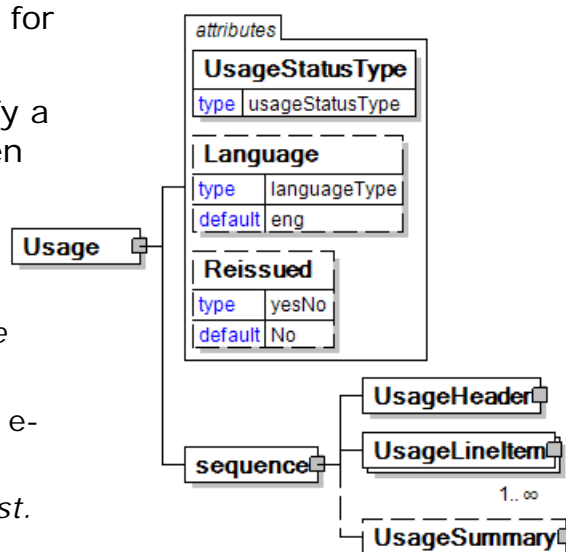 for
y a
en
e
e-
st.
attributes
UsageStatusType
type usageStatusType
Language
type languageType
default eng
Usage
Reissued
type yesNo
default No
UsageHeader
sequence
UsageLineItem
1..∞
UsageSummary